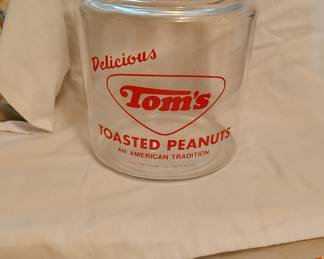 Delicious
Tom's
TOASTED PEANUTS
AN AMERICAN TRADITION